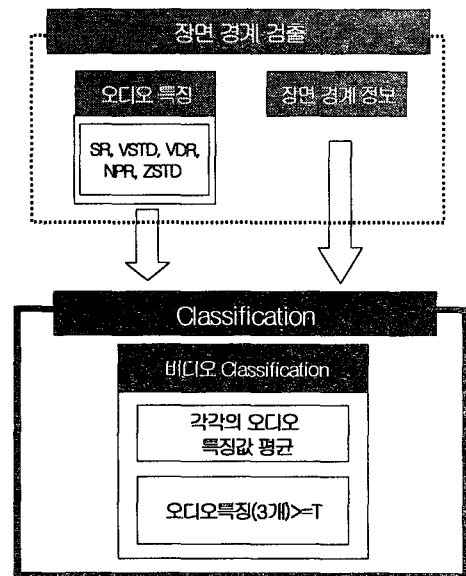 장면 경계 검출
오디오 특징
장면 경계 정보
SR, VSTD, VDR,
NPR, ZSTD
Classification
비디오 Classification
각각의 오디오
특징값 평균
오디오특징(3개)>=T